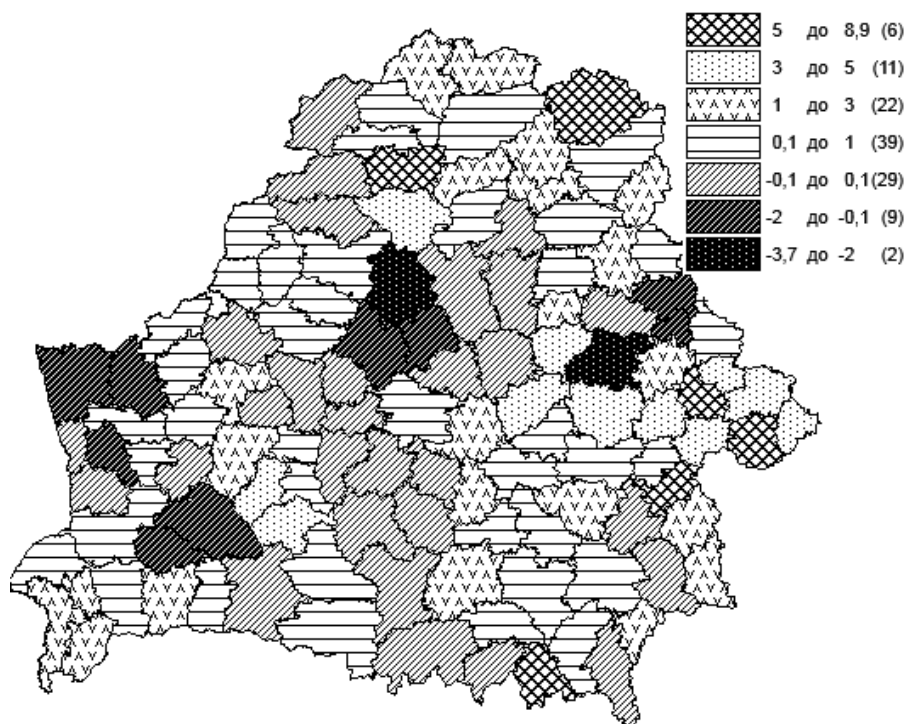 5 до 8,9 (6)
3 до 5 (11)
1 до 3 (22)
0,1 до 1 (39)
-0,1 до 0,1(29)
-2 до -0,1 (9)
-3,7 до -2 (2)